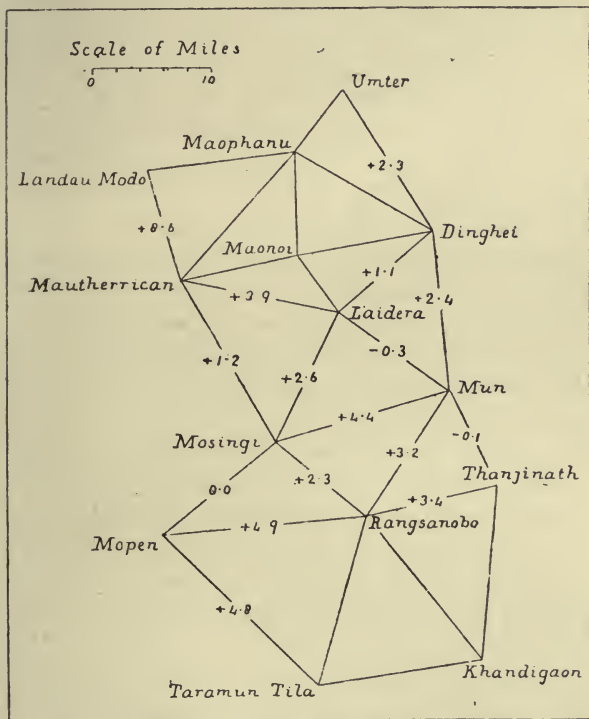 Scale of Miles
0 10
Umter
Maophanu
+2.3
Landau Modo
+8.6
Dinghei
Maonoi
+1.1
Mautherrican
+3.9
+2.4
Laidera
+1.2
-0.3
+2.6
Mun
+4.4
Mosingi
-0.1
+3.2
Thanjinath
0.0
+2.3
+3.4
+4.9
Rangsanobo
Mopen
+4.8
Khandigaon
Taramun Tila